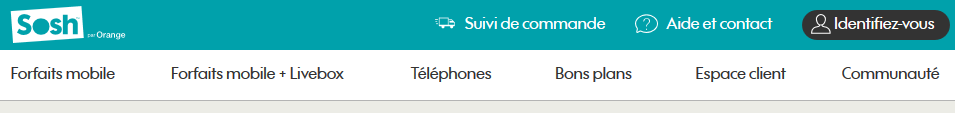 Sosh par Orange
Suivi de commande
Aide et contact
Identifiez-vous
Forfaits mobile
Forfaits mobile + Livebox
Téléphones
Bons plans
Espace client
Communauté